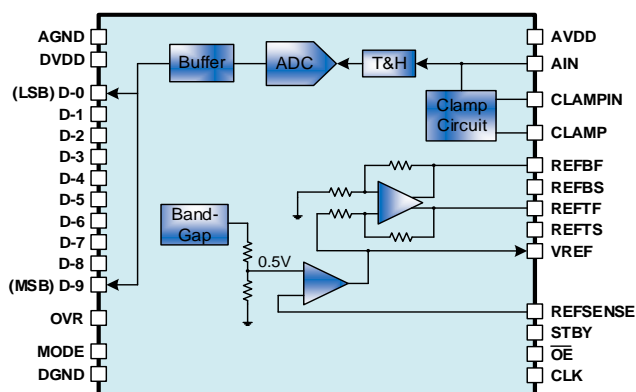 AGND
DVDD
(LSB) D-0
D-1
D-2
D-3
D-4
D-5
D-6
D-7
D-8
(MSB) D-9
OVR
MODE
DGND
Buffer
ADC
T&H
Clamp
Circuit
Band-
Gap
0.5V
AVDD
AIN
CLAMPIN
CLAMP
REFBF
REFBS
REFTF
REFTS
VREF
REFSENSE
STBY
OE
CLK